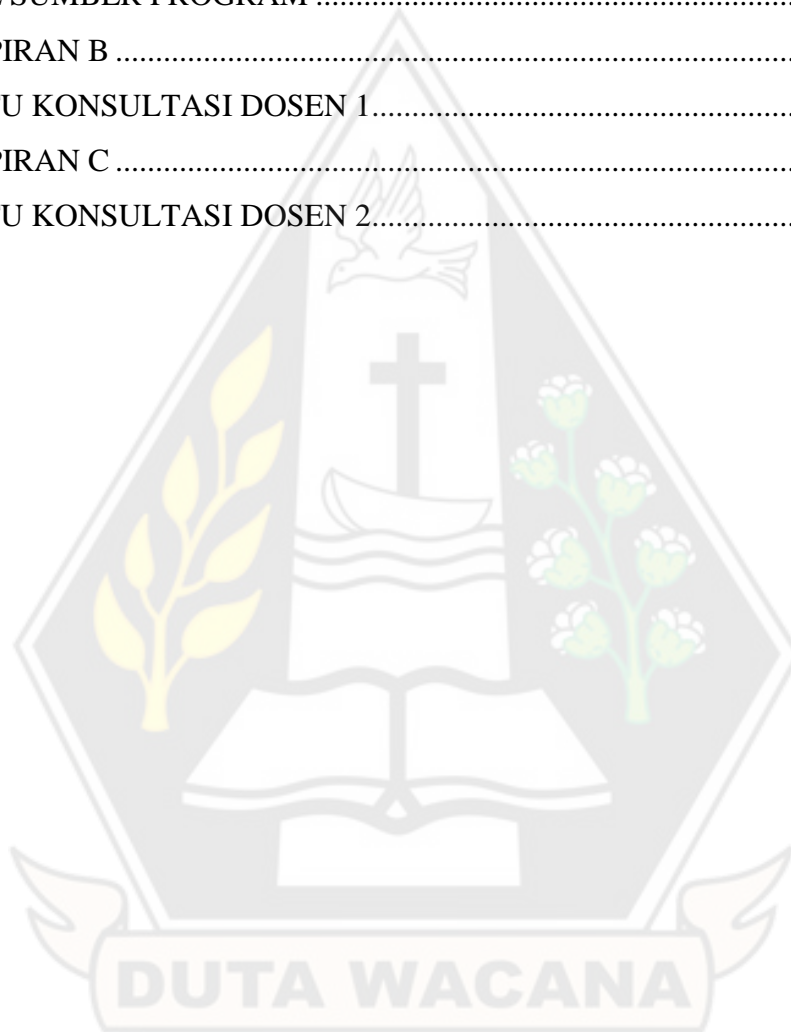 SUMBER PROGRAM ..........................................................
PIRAN B ....................................................................................
U KONSULTASI DOSEN 1.....................................................
PIRAN C ....................................................................................
U KONSULTASI DOSEN 2.....................................................
DUTA WACANA